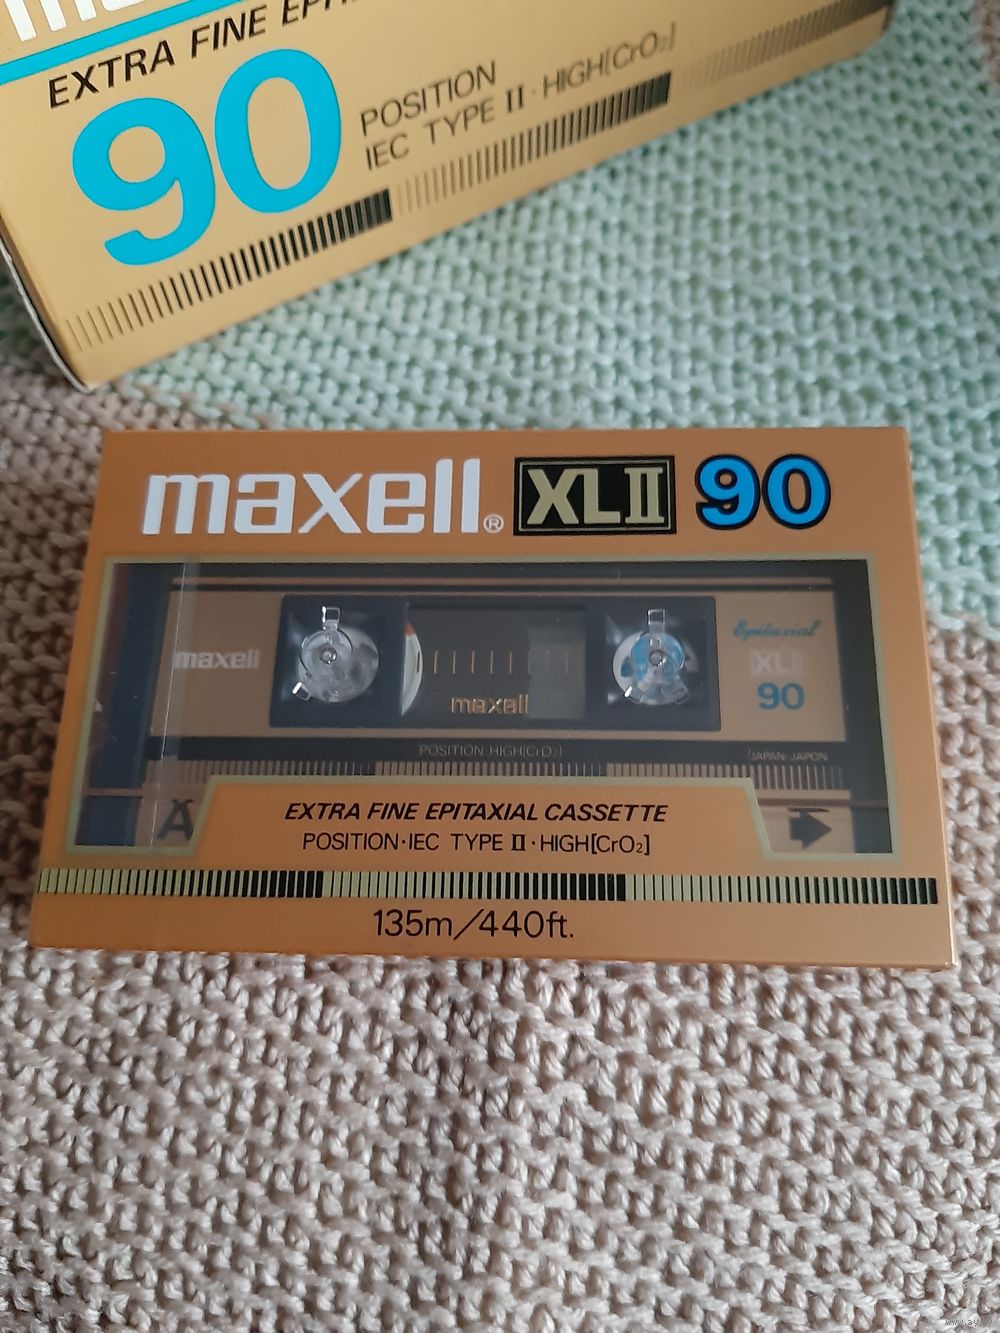 EXTRA FINE
90
POSITION
IEC TYPE II · HIGH[CrO₂]
maxell® XLII 90
maxell
Epitaxial
XLII
90
maxell
POSITION HIGH[CrO₂]
JAPAN·JAPON
A
EXTRA FINE EPITAXIAL CASSETTE
POSITION·IEC TYPE II·HIGH[CrO₂]
135m/440ft.